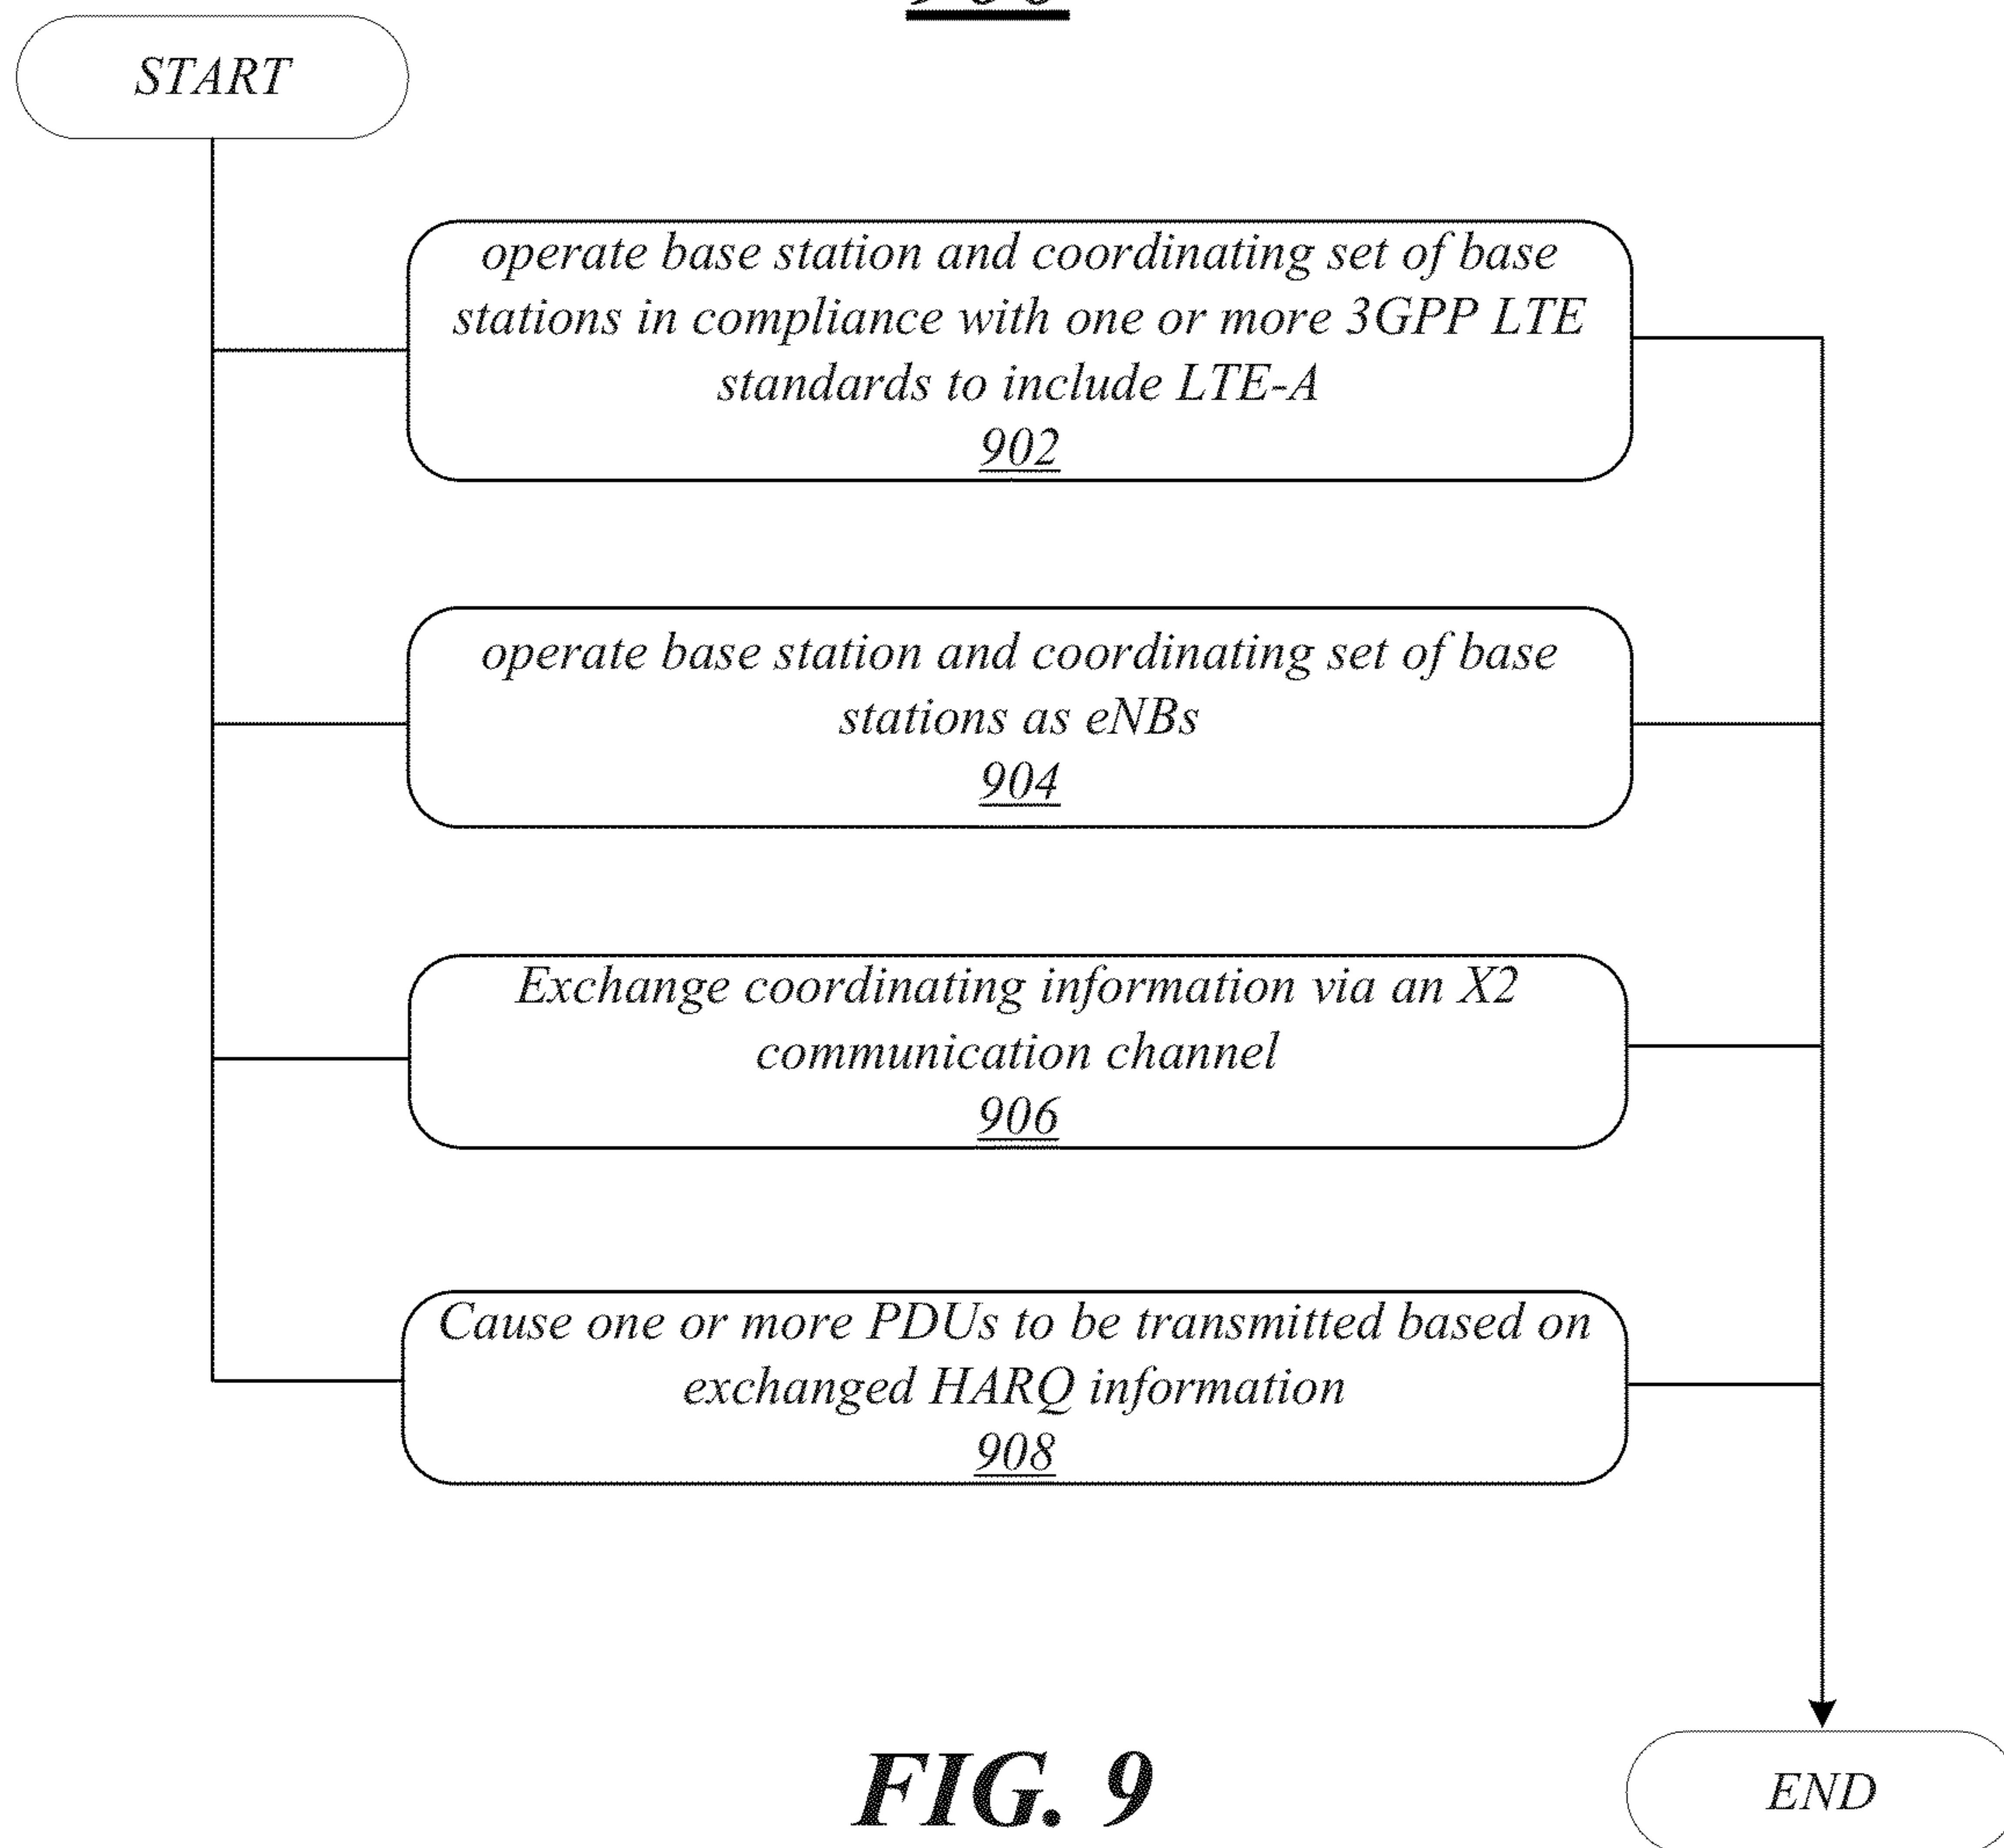 START
operate base station and coordinating set of base
stations in compliance with one or more 3GPP LTE
standards to include LTE-A
902
operate base station and coordinating set of base
stations as eNBs
904
Exchange coordinating information via an X2
communication channel
906
Cause one or more PDUs to be transmitted based on
exchanged HARQ information
908
FIG. 9
END